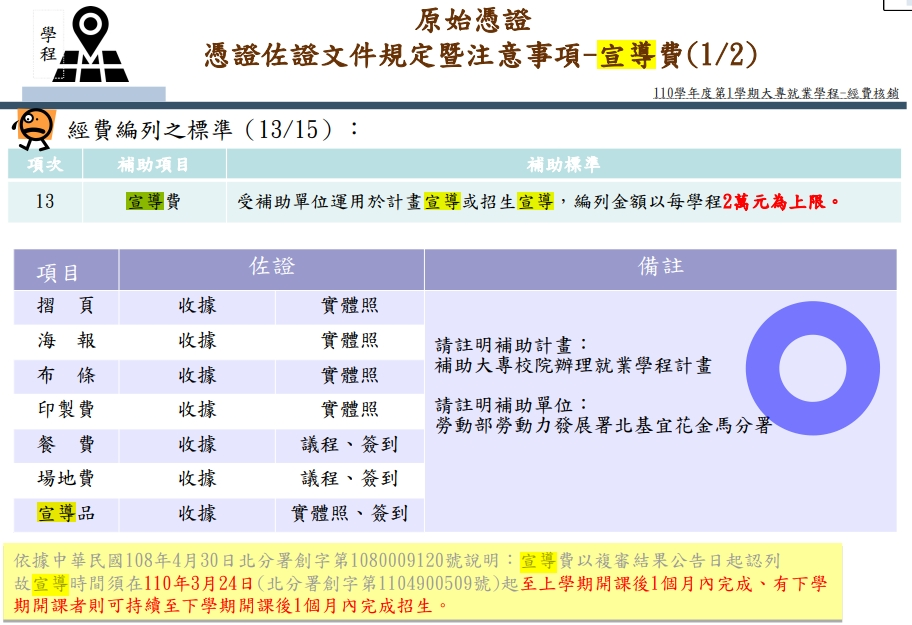 學程
原始憑證
憑證佐證文件規定暨注意事項-宣導費(1/2)
110學年度第1學期大專就業學程-經費核銷
經費編列之標準（13/15）：
項次 補助項目 補助標準
13 宣導費 受補助單位運用於計畫宣導或招生宣導，編列金額以每學程2萬元為上限。
項目 佐證 備註
摺　頁 收據 實體照
海　報 收據 實體照
布　條 收據 實體照
印製費 收據 實體照
餐　費 收據 議程、簽到
場地費 收據 議程、簽到
宣導品 收據 實體照、簽到
請註明補助計畫：
補助大專校院辦理就業學程計畫
請註明補助單位：
勞動部勞動力發展署北基宜花金馬分署
依據中華民國108年4月30日北分署創字第1080009120號說明：宣導費以複審結果公告日起認列
故宣導時間須在110年3月24日(北分署創字第1104900509號)起至上學期開課後1個月內完成、有下學
期開課者則可持續至下學期開課後1個月內完成招生。